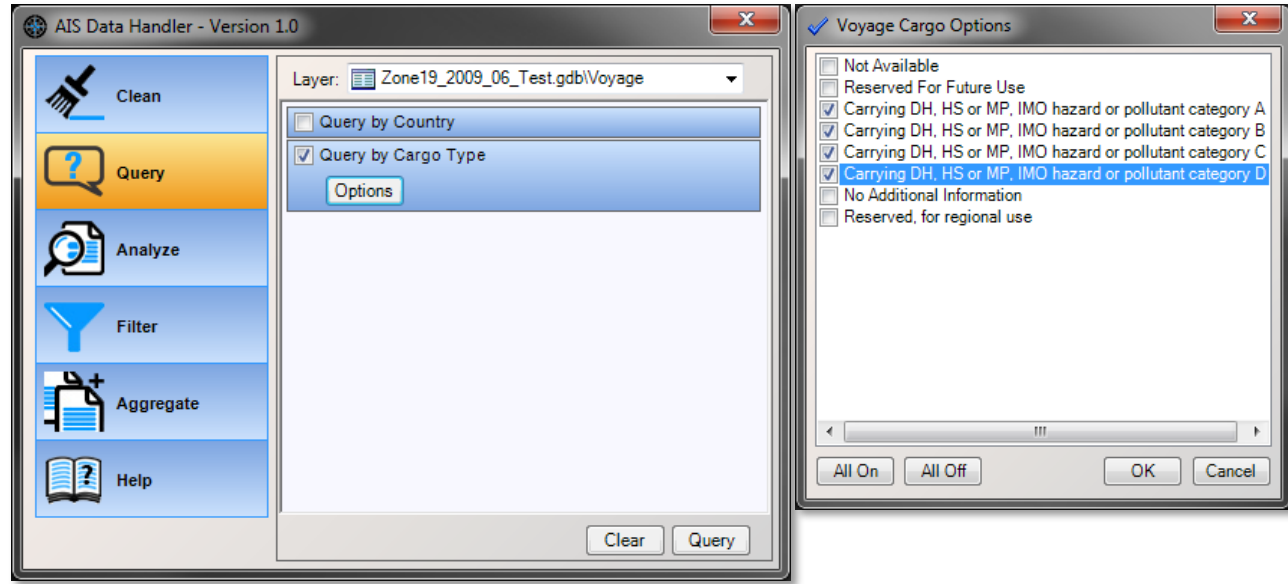 AIS Data Handler - Version 1.0
Clean
Query
Analyze
Filter
Aggregate
Help
Layer: Zone19_2009_06_Test.gdb\Voyage
Query by Country
Query by Cargo Type
Options
Clear Query
Voyage Cargo Options
Not Available
Reserved For Future Use
Carrying DH, HS or MP, IMO hazard or pollutant category A
Carrying DH, HS or MP, IMO hazard or pollutant category B
Carrying DH, HS or MP, IMO hazard or pollutant category C
Carrying DH, HS or MP, IMO hazard or pollutant category D
No Additional Information
Reserved, for regional use
All On All Off OK Cancel